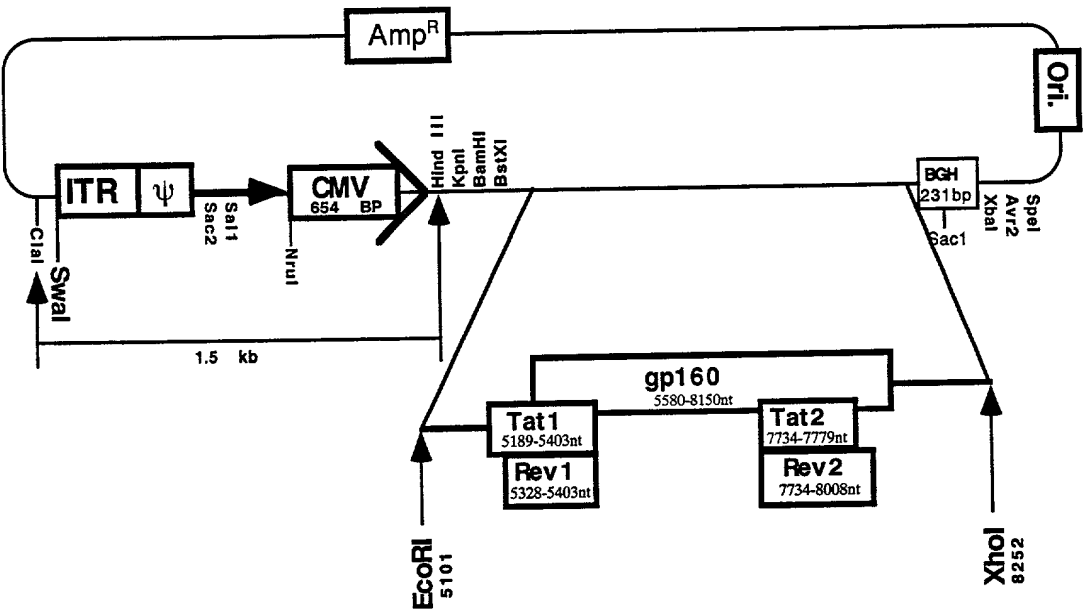 Amp^R
Ori.
ITR
ψ
CMV
654 BP
HInd III
KpnI
BamHI
BstXI
BGH
231bp
ClaI
SwaI
Sac2
Sal1
NruI
Sac1
XbaI
Avr2
SpeI
1.5 kb
gp160
5580-8150nt
Tat1
5189-5403nt
Rev1
5328-5403nt
Tat2
7734-7779nt
Rev2
7734-8008nt
EcoRI
5101
XhoI
8252